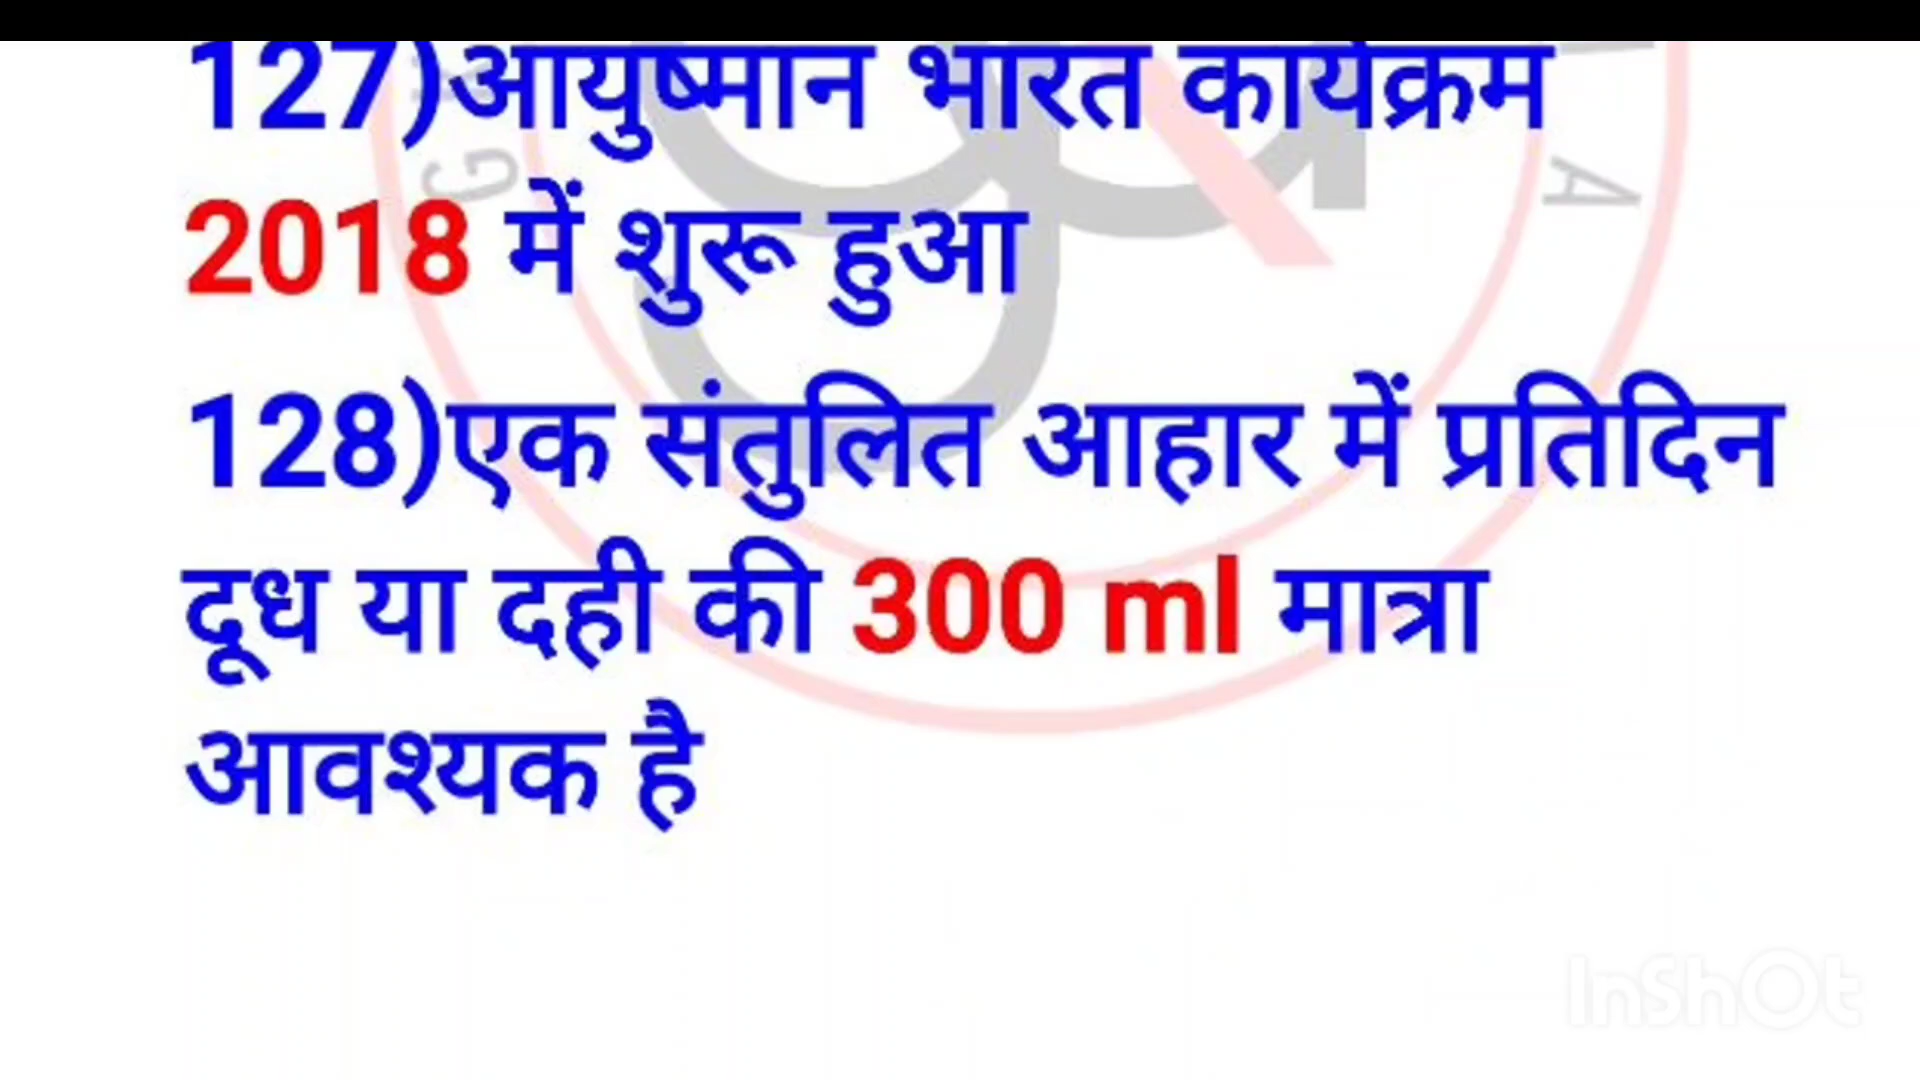 127)आयुष्मान भारत कार्यक्रम
2018 में शुरू हुआ
128)एक संतुलित आहार में प्रतिदिन
दूध या दही की 300 ml मात्रा
आवश्यक है
InShOt